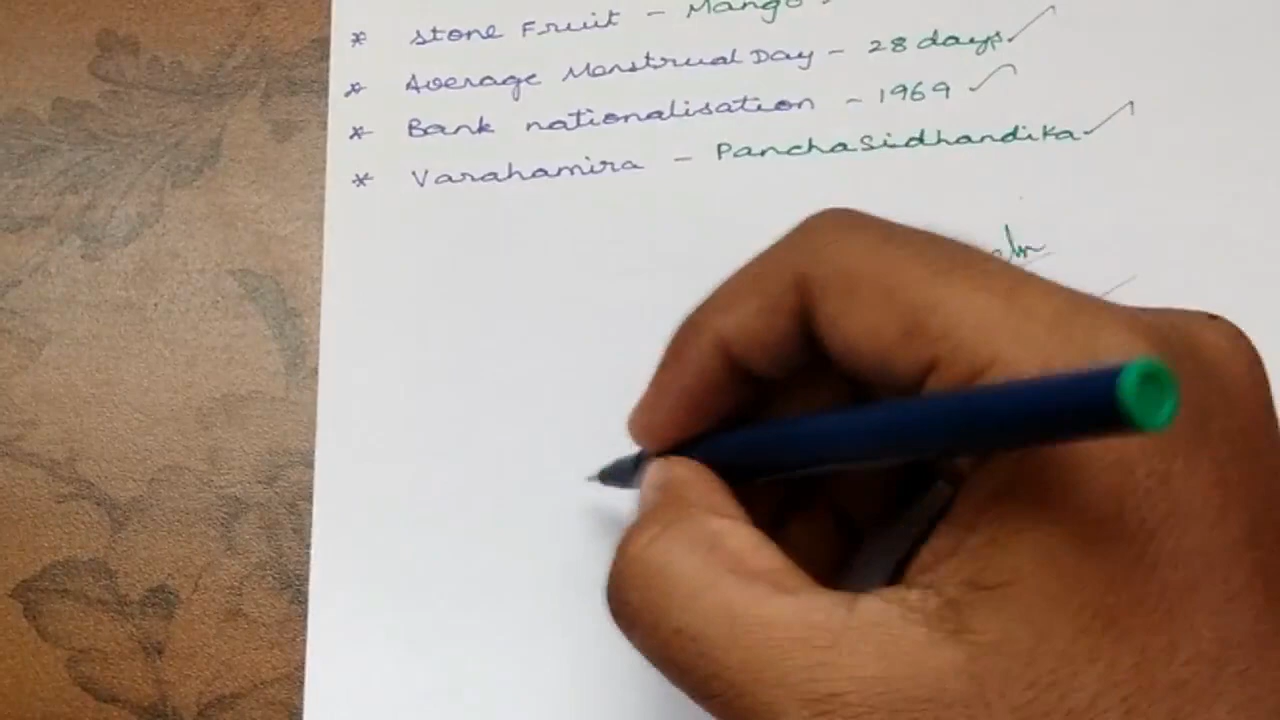 * Stone Fruit - Mango
* Average Menstrual Day - 28 days ✓
* Bank nationalisation - 1969 ✓
* Varahamira - Panchasidhandika ✓